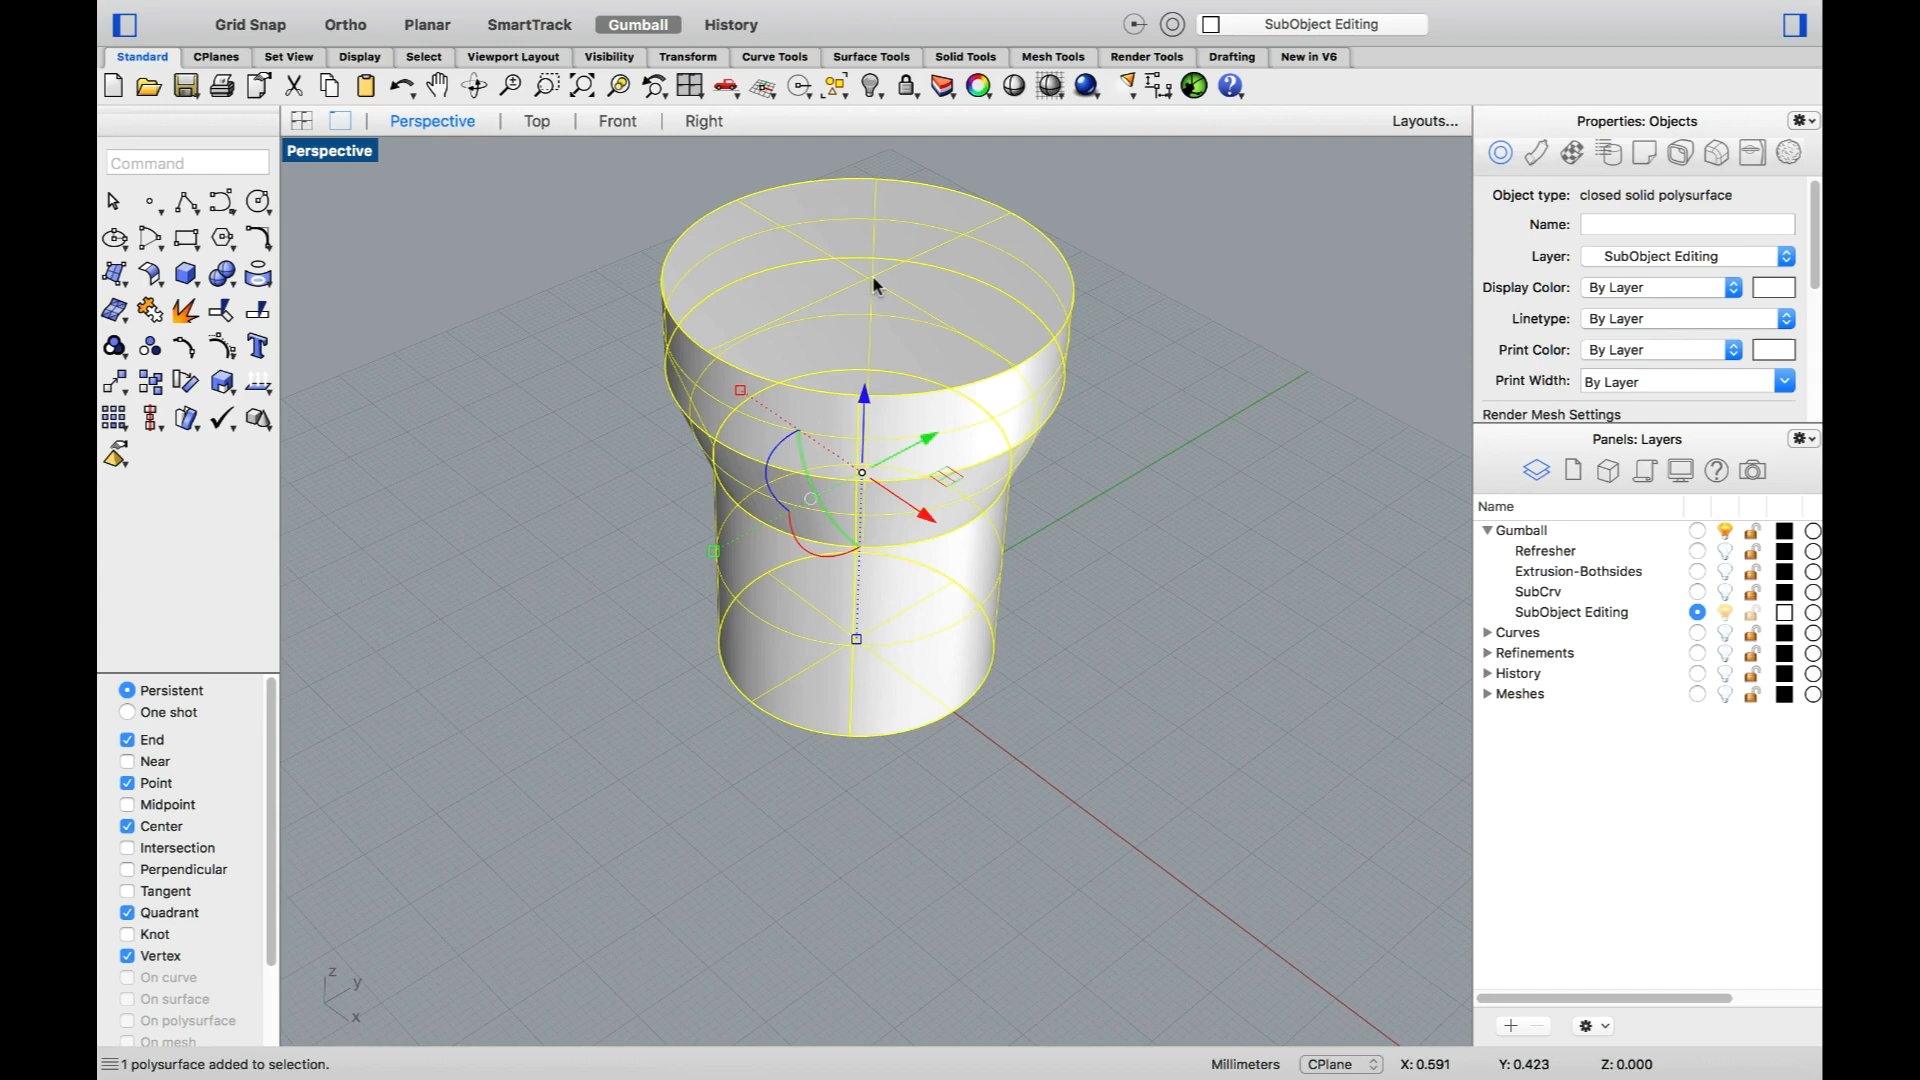 Grid Snap Ortho Planar SmartTrack Gumball History SubObject Editing
Standard CPlanes Set View Display Select Viewport Layout Visibility Transform Curve Tools Surface Tools Solid Tools Mesh Tools Render Tools Drafting New in V6
Perspective Top Front Right Layouts...
Perspective
Command
Persistent
One shot
End
Near
Point
Midpoint
Center
Intersection
Perpendicular
Tangent
Quadrant
Knot
Vertex
On curve
On surface
On polysurface
On mesh
z
y
x
Properties: Objects
Object type: closed solid polysurface
Name:
Layer: SubObject Editing
Display Color: By Layer
Linetype: By Layer
Print Color: By Layer
Print Width: By Layer
Render Mesh Settings
Panels: Layers
Name
Gumball
Refresher
Extrusion-Bothsides
SubCrv
SubObject Editing
Curves
Refinements
History
Meshes
1 polysurface added to selection. Millimeters CPlane X: 0.591 Y: 0.423 Z: 0.000